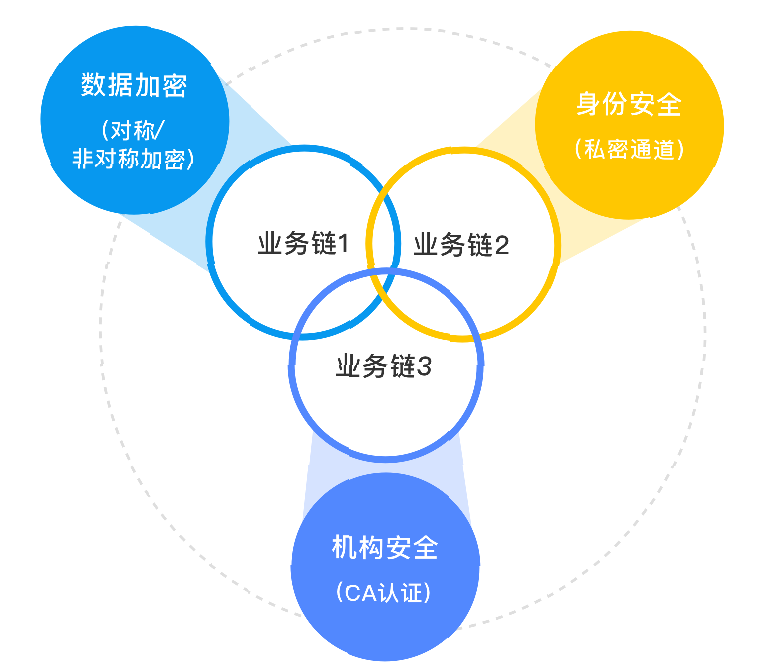 数据加密
(对称/
非对称加密)
身份安全
(私密通道)
业务链1
业务链2
业务链3
机构安全
(CA认证)